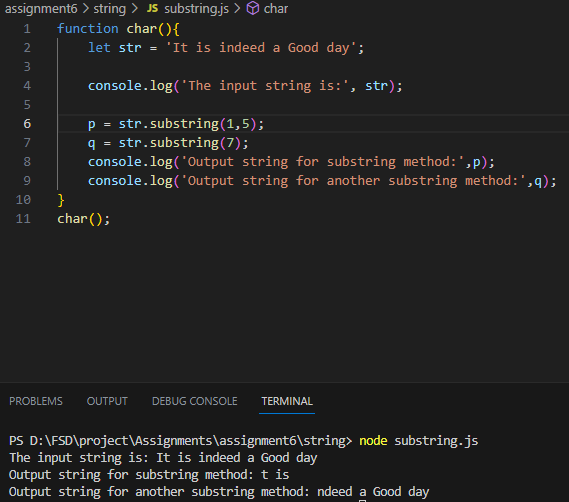 assignment6 > string > JS substring.js > char
1 function char(){
2 let str = 'It is indeed a Good day';
3
4 console.log('The input string is:', str);
5
6 p = str.substring(1,5);
7 q = str.substring(7);
8 console.log('Output string for substring method:',p);
9 console.log('Output string for another substring method:',q);
10 }
11 char();
PROBLEMS OUTPUT DEBUG CONSOLE TERMINAL
PS D:\FSD\project\Assignments\assignment6\string> node substring.js
The input string is: It is indeed a Good day
Output string for substring method: t is
Output string for another substring method: ndeed a Good day